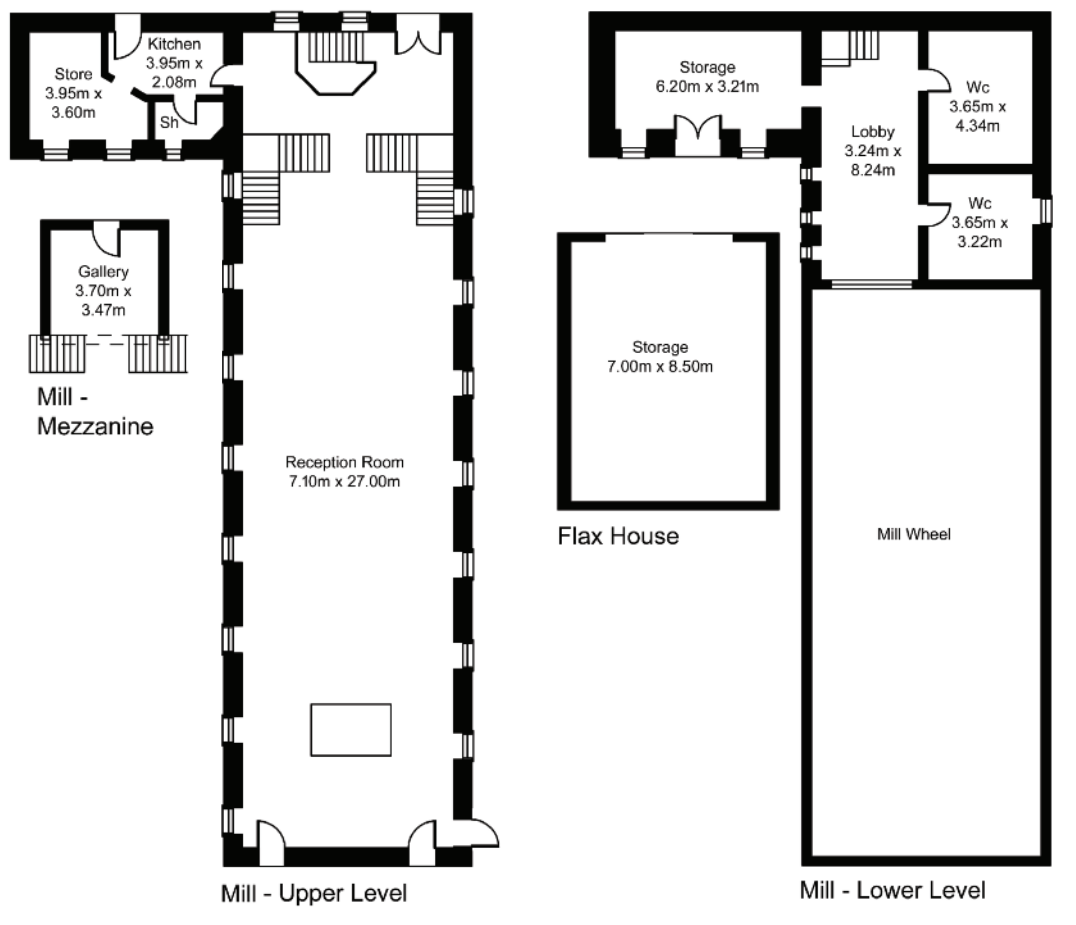 Kitchen
3.95m x
2.08m
Store
3.95m x
3.60m
Sh
Gallery
3.70m x
3.47m
Mill -
Mezzanine
Reception Room
7.10m x 27.00m
Mill - Upper Level
Storage
6.20m x 3.21m
Lobby
3.24m x
8.24m
Wc
3.65m x
4.34m
Wc
3.65m x
3.22m
Storage
7.00m x 8.50m
Flax House
Mill Wheel
Mill - Lower Level